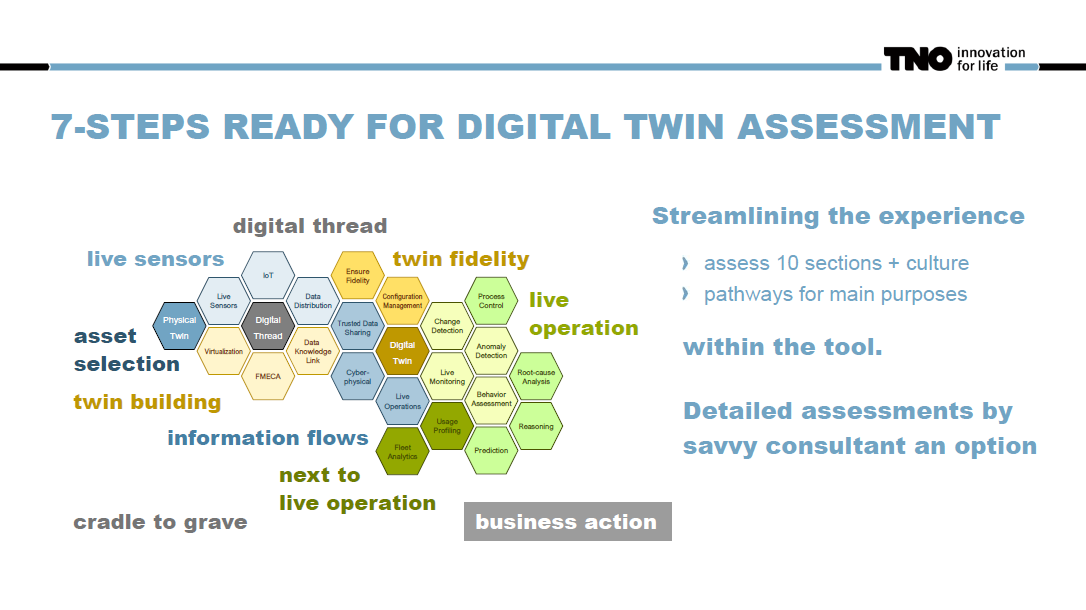 TNO innovation
for life
7-STEPS READY FOR DIGITAL TWIN ASSESSMENT
digital thread
live sensors
twin fidelity
live
operation
asset
selection
twin building
information flows
next to
live operation
cradle to grave
business action
Physical
Twin
Live
Sensors
Virtualization
IoT
Digital
Thread
FMECA
Data
Distribution
Data
Knowledge
Link
Ensure
Fidelity
Trusted Data
Sharing
Cyber-
physical
Configuration
Management
Digital
Twin
Live
Operations
Fleet
Analytics
Change
Detection
Live
Monitoring
Usage
Profiling
Process
Control
Anomaly
Detection
Behavior
Assessment
Prediction
Root-cause
Analysis
Reasoning
Streamlining the experience
› assess 10 sections + culture
› pathways for main purposes
within the tool.
Detailed assessments by
savvy consultant an option